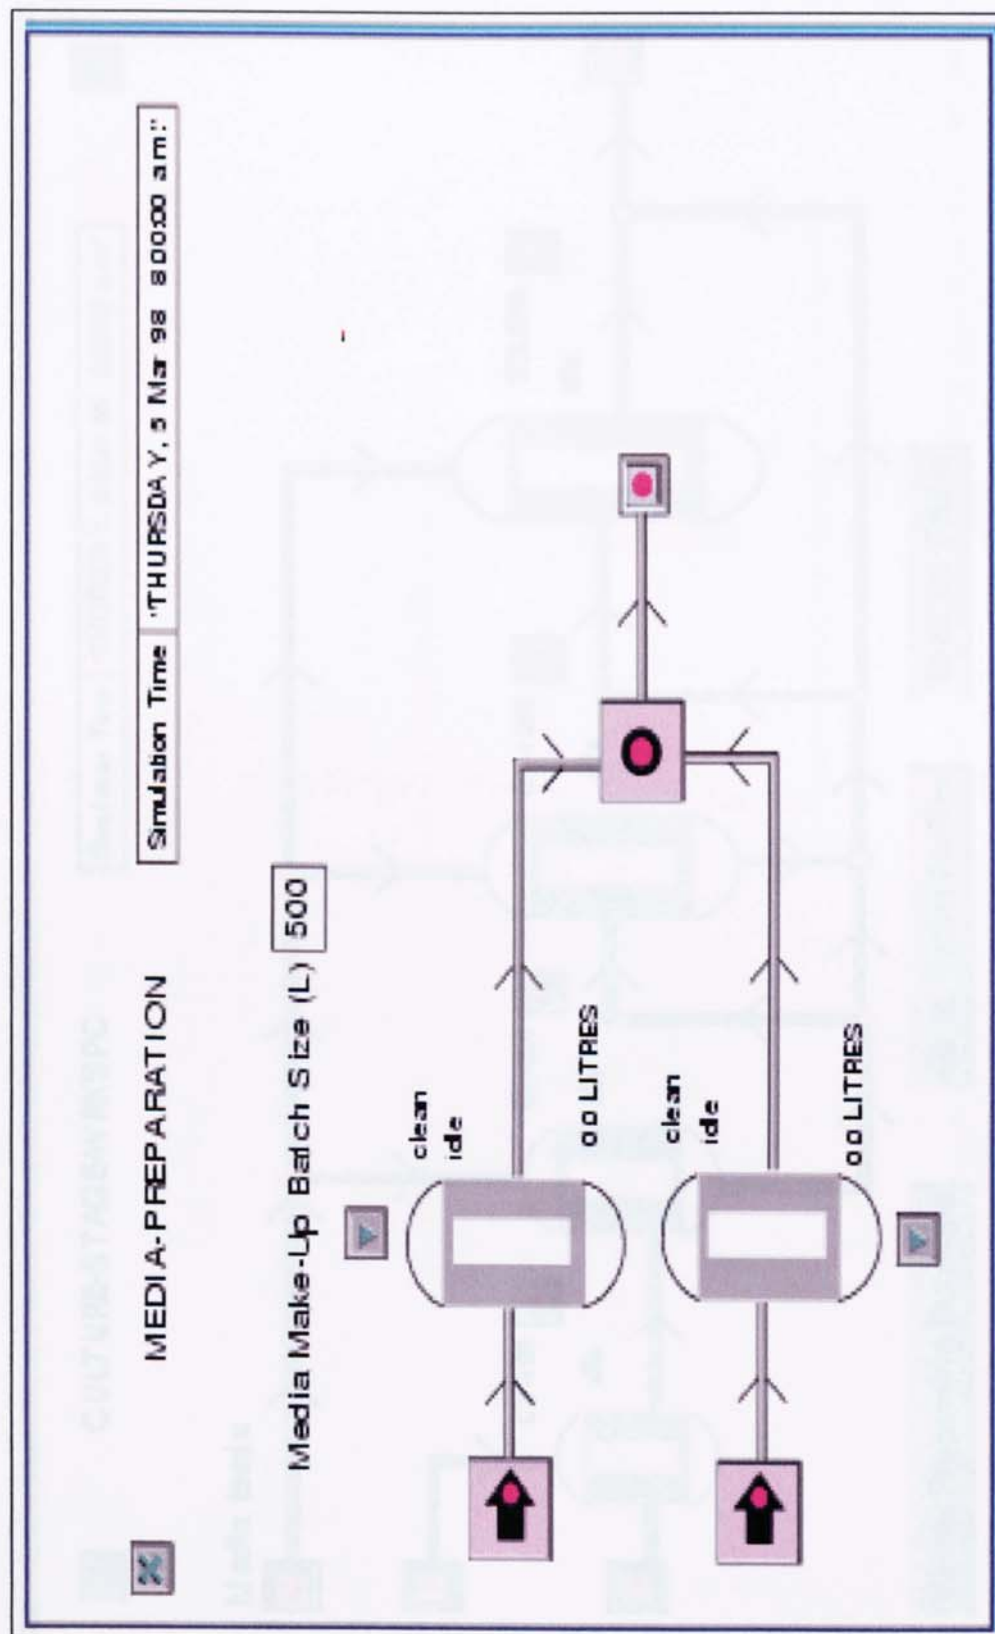 MEDIA-PREPARATION
Simulation Time "THURSDAY, 5 Mar 98 8:00:00 a.m."
Media Make-Up Batch Size (L) 500
clean
idle
0.0 LITRES
clean
idle
0.0 LITRES